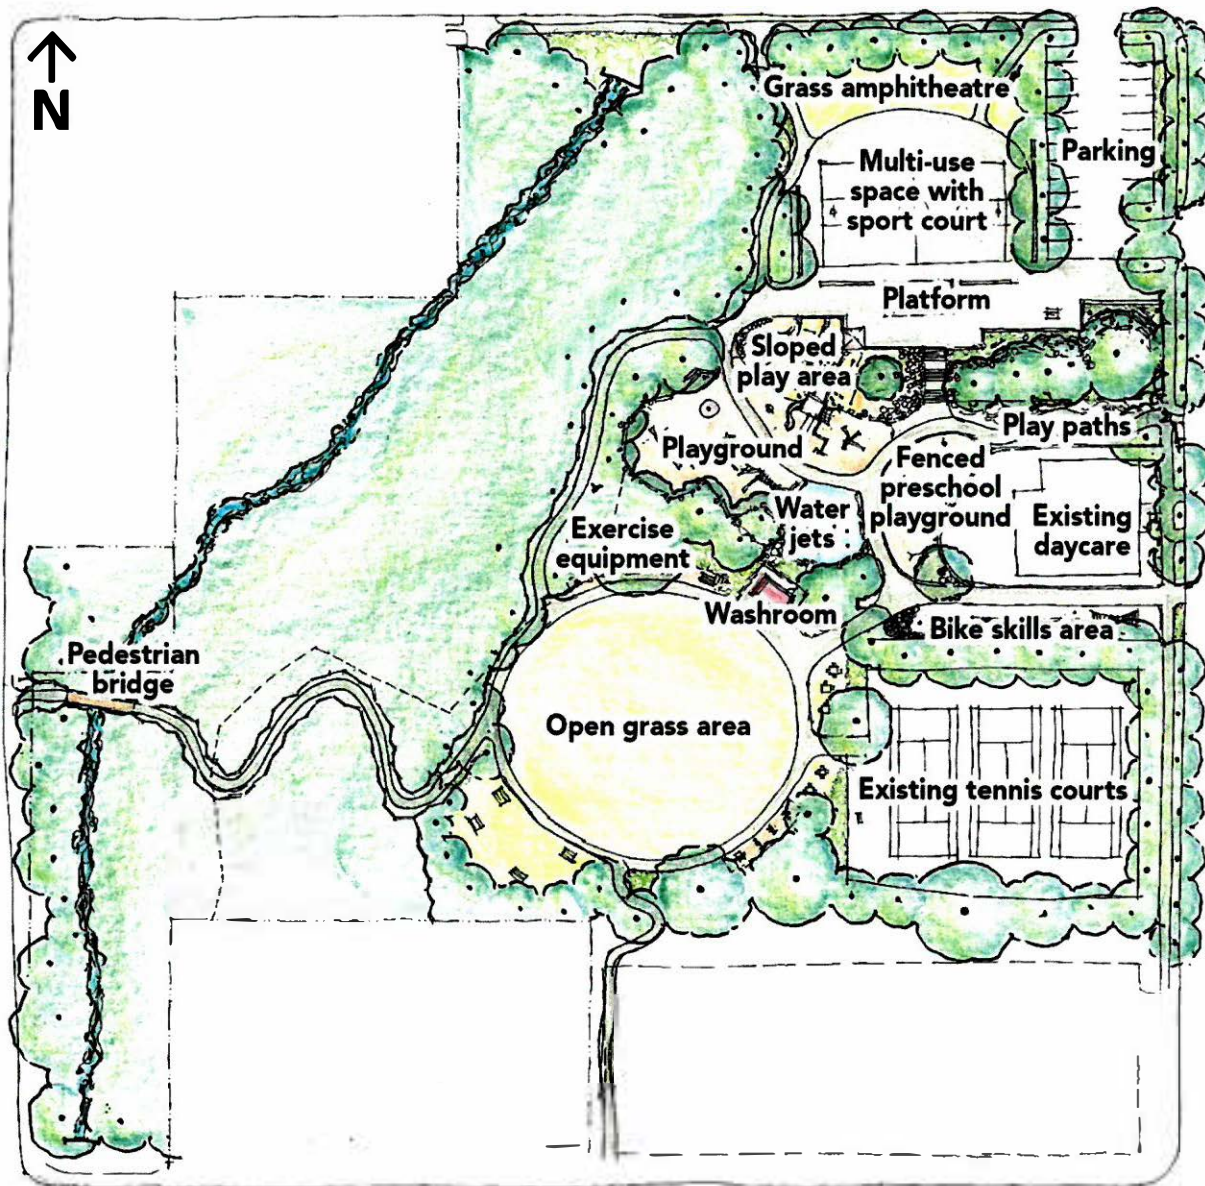 N
Grass amphitheatre
Parking
Multi-use
space with
sport court
Platform
Sloped
play area
Play paths
Playground
Fenced
preschool
playground
Water
jets
Existing
daycare
Exercise
equipment
Washroom
Bike skills area
Pedestrian
bridge
Open grass area
Existing tennis courts